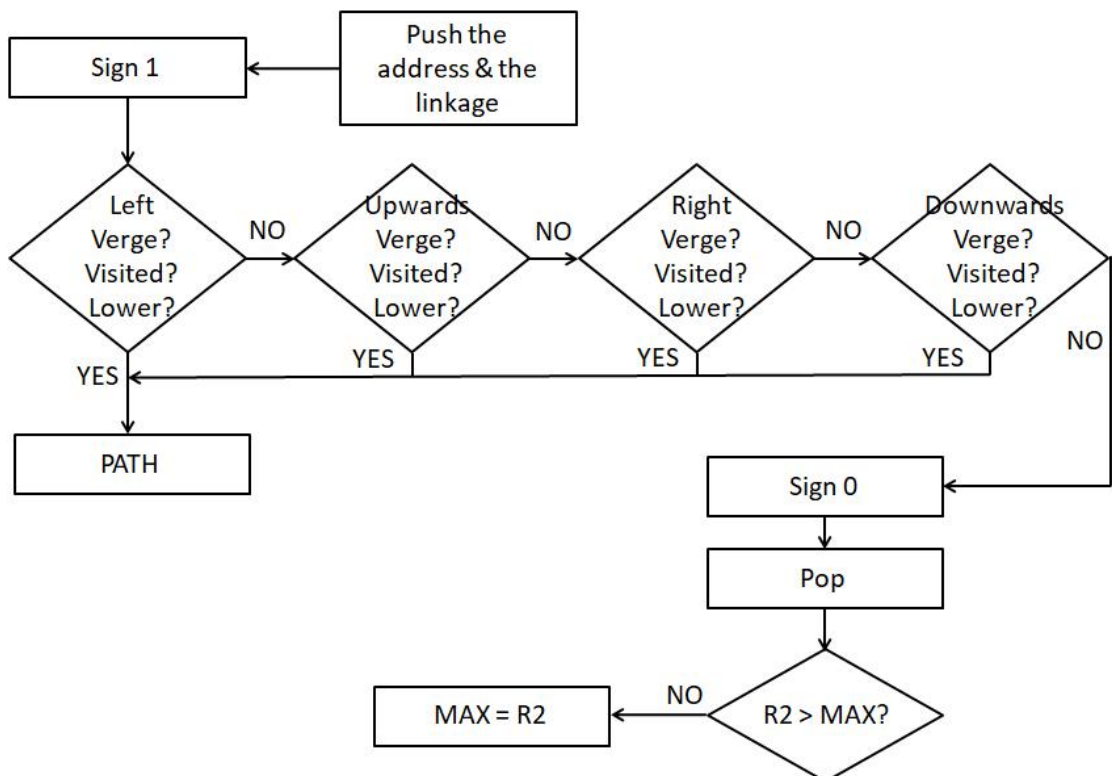 Push the
address & the
linkage
Sign 1
Left
Verge?
Visited?
Lower?
NO
Upwards
Verge?
Visited?
Lower?
NO
Right
Verge?
Visited?
Lower?
NO
Downwards
Verge?
Visited?
Lower?
NO
YES
YES
YES
YES
PATH
Sign 0
Pop
R2 > MAX?
NO
MAX = R2